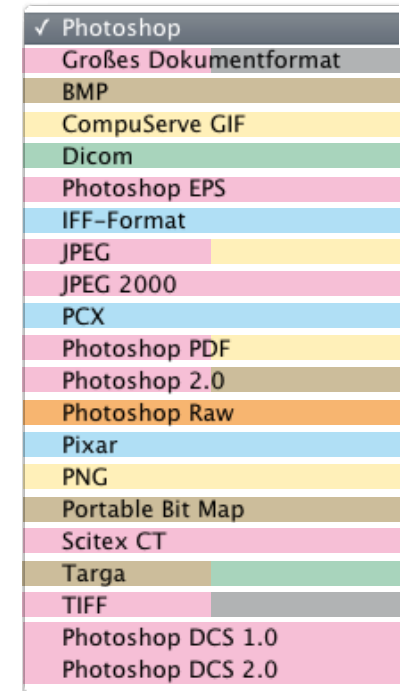 ✓ Photoshop
Großes Dokumentformat
BMP
CompuServe GIF
Dicom
Photoshop EPS
IFF-Format
JPEG
JPEG 2000
PCX
Photoshop PDF
Photoshop 2.0
Photoshop Raw
Pixar
PNG
Portable Bit Map
Scitex CT
Targa
TIFF
Photoshop DCS 1.0
Photoshop DCS 2.0